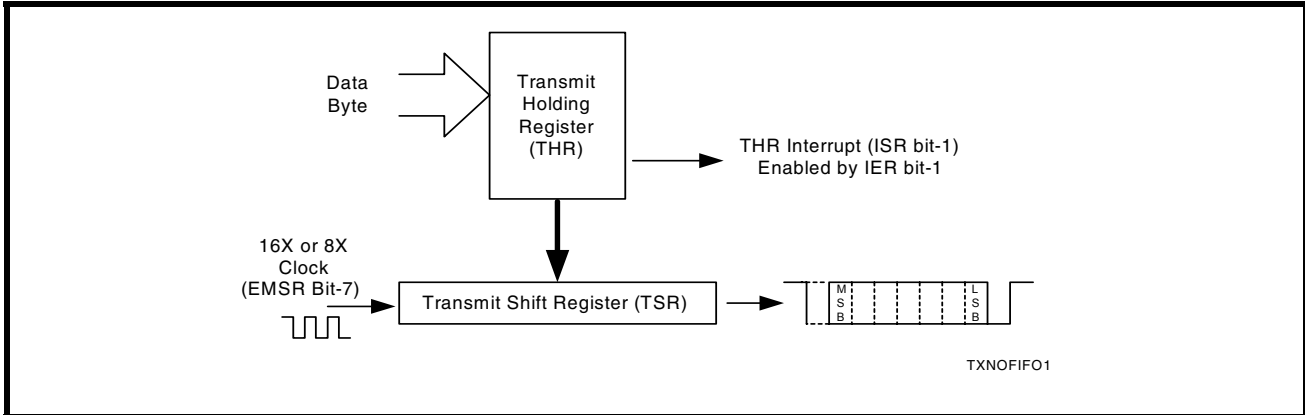 Data
Byte
Transmit
Holding
Register
(THR)
THR Interrupt (ISR bit-1)
Enabled by IER bit-1
16X or 8X
Clock
(EMSR Bit-7)
Transmit Shift Register (TSR)
M
S
B
L
S
B
TXNOFIFO1